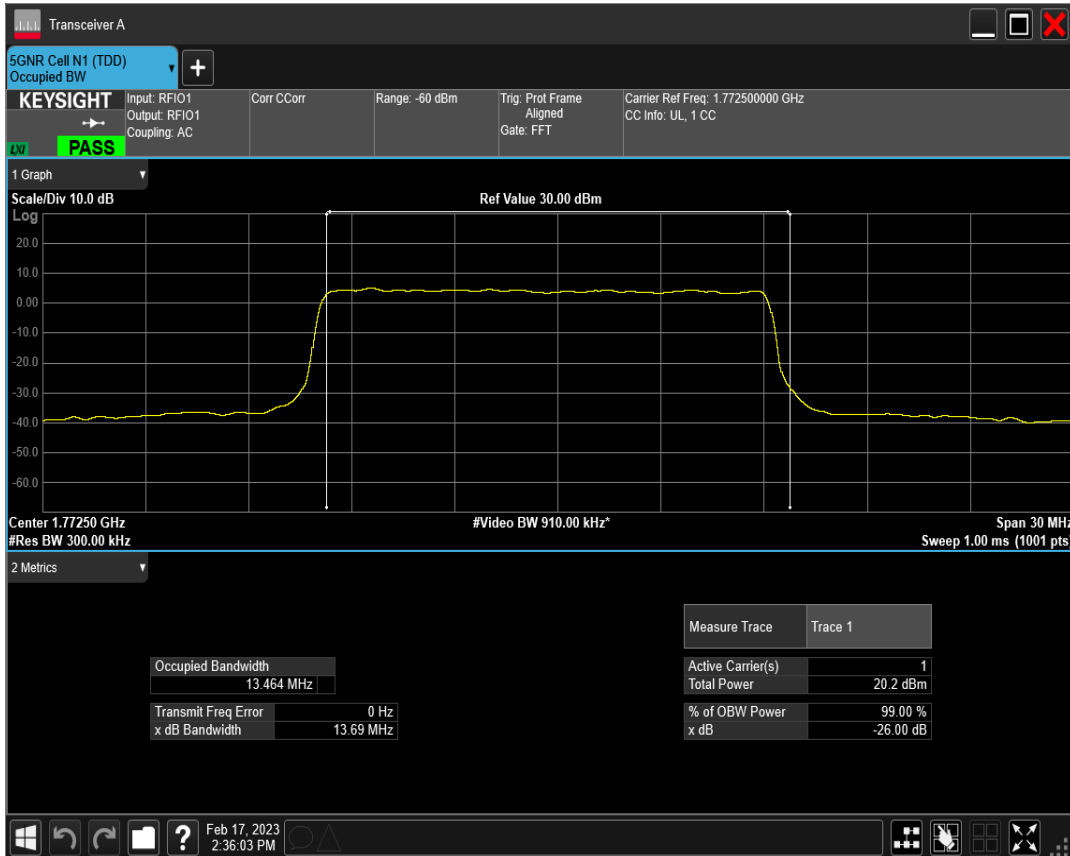 Transceiver A
5GNR Cell N1 (TDD)
Occupied BW
+
KEYSIGHT
LXI
PASS
Input: RFIO1
Output: RFIO1
Coupling: AC
Corr CCorr
Range: -60 dBm
Trig: Prot Frame
Aligned
Gate: FFT
Carrier Ref Freq: 1.772500000 GHz
CC Info: UL, 1 CC
1 Graph
Scale/Div 10.0 dB
Ref Value 30.00 dBm
Log
20.0
10.0
0.00
-10.0
-20.0
-30.0
-40.0
-50.0
-60.0
Center 1.77250 GHz
#Video BW 910.00 kHz*
Span 30 MHz
#Res BW 300.00 kHz
Sweep 1.00 ms (1001 pts)
2 Metrics
Measure Trace Trace 1
Occupied Bandwidth
13.464 MHz
Active Carrier(s) 1
Total Power 20.2 dBm
Transmit Freq Error 0 Hz
x dB Bandwidth 13.69 MHz
% of OBW Power 99.00 %
x dB -26.00 dB
?
Feb 17, 2023
2:36:03 PM